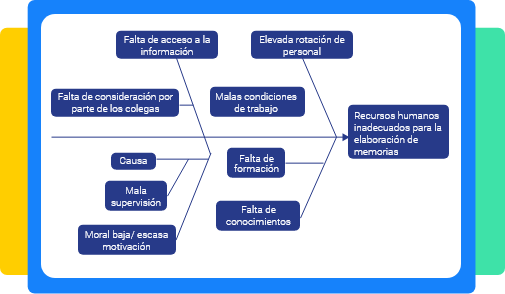 Falta de acceso a la
información
Elevada rotación de
personal
Falta de consideración por
parte de los colegas
Malas condiciones
de trabajo
Recursos humanos
inadecuados para la
elaboración de
memorias
Causa
Falta de
formación
Mala
supervisión
Falta de
conocimientos
Moral baja/ escasa
motivación